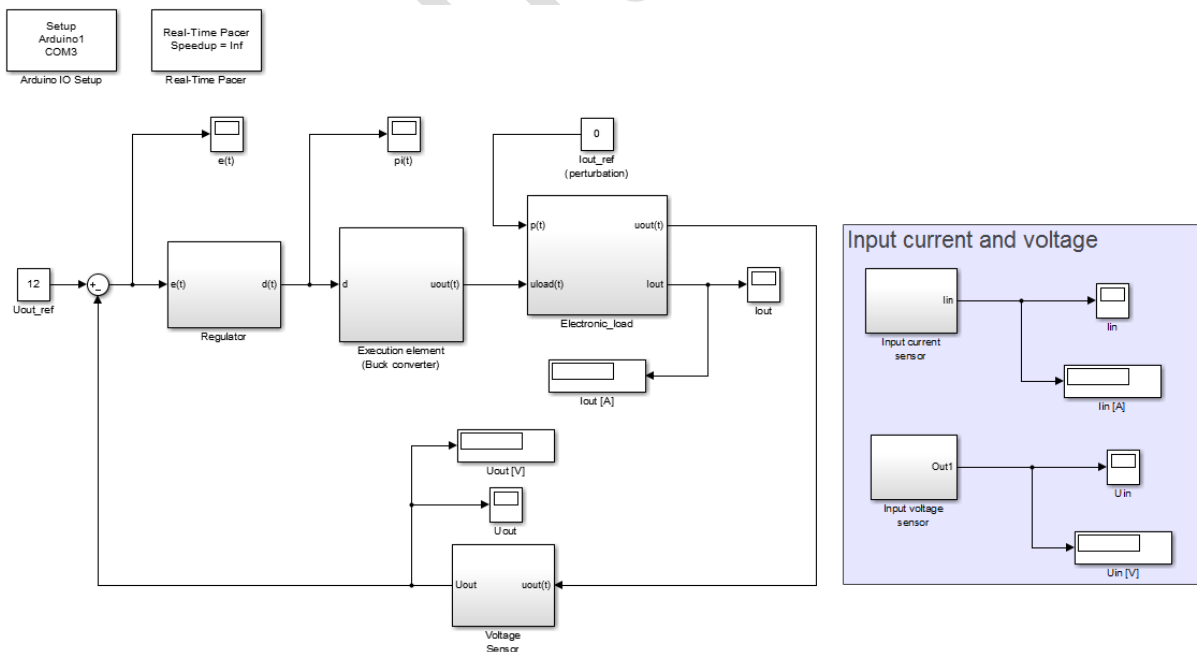 Setup
Arduino1
COM3
Arduino IO Setup
Real-Time Pacer
Speedup = Inf
Real-Time Pacer
e(t)
pi(t)
0
Iout_ref
(perturbation)
12
Uout_ref
+
-
e(t)
d(t)
Regulator
d
uout(t)
Execution element
(Buck converter)
p(t)
uload(t)
uout(t)
Iout
Electronic_load
Iout
Iout [A]
Uout [V]
Uout
Uout
uout(t)
Voltage
Sensor
Input current and voltage
Iin
Input current
sensor
Iin
Iin [A]
Out1
Input voltage
sensor
Uin
Uin [V]